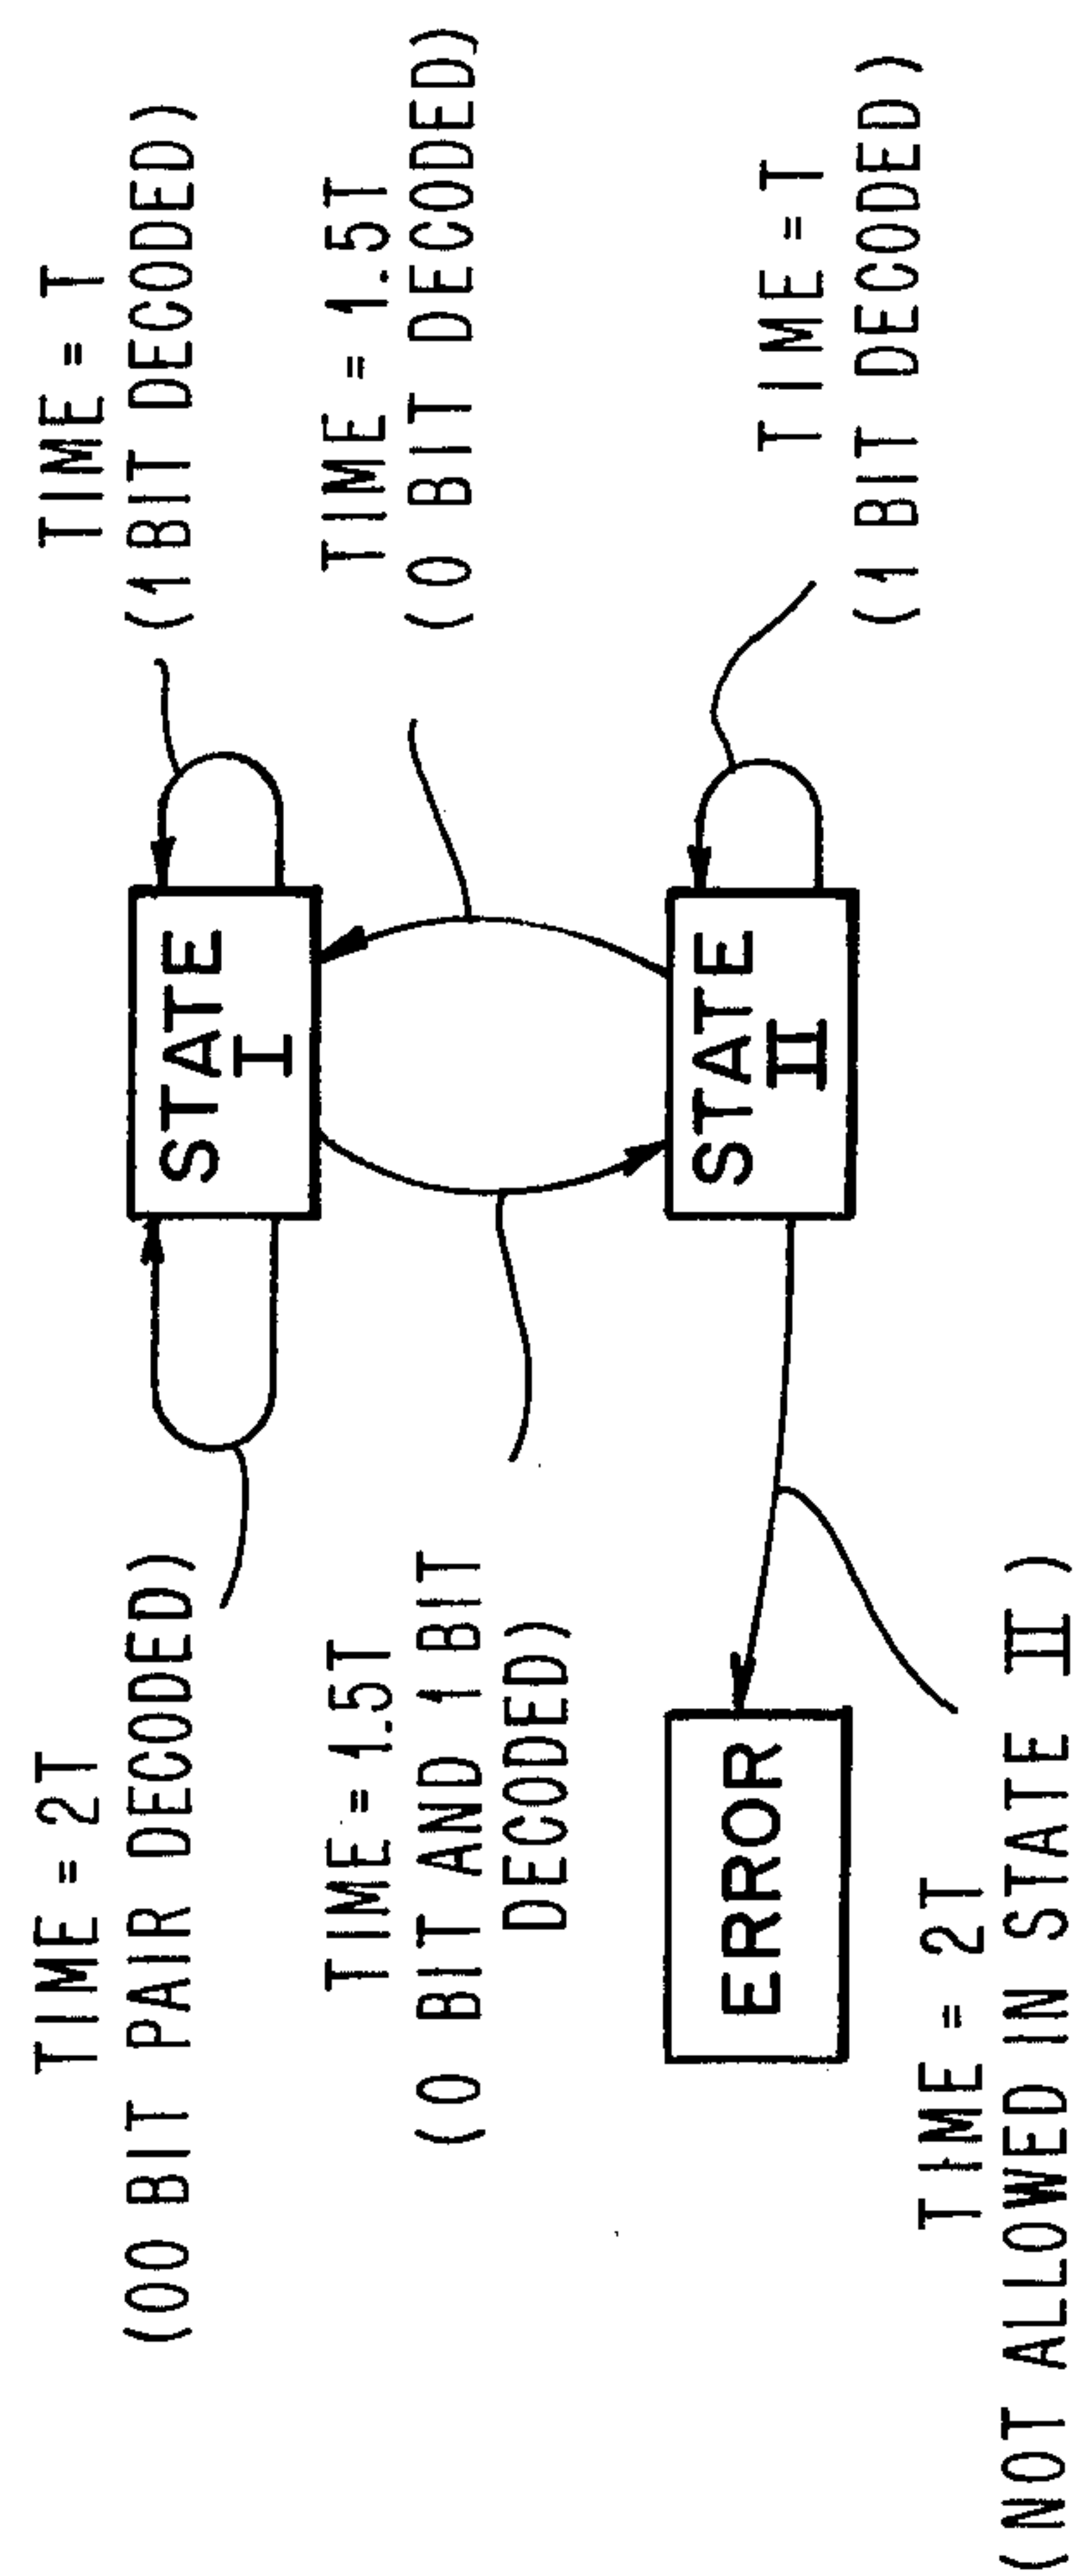 TIME = 2T
(00 BIT PAIR DECODED)
STATE
I
TIME = T
(1BIT DECODED)
TIME = 1.5T
(0 BIT AND 1 BIT
DECODED)
TIME = 1.5T
(0 BIT DECODED)
ERROR
STATE
II
TIME = T
(1 BIT DECODED)
TIME = 2T
(NOT ALLOWED IN STATE II)